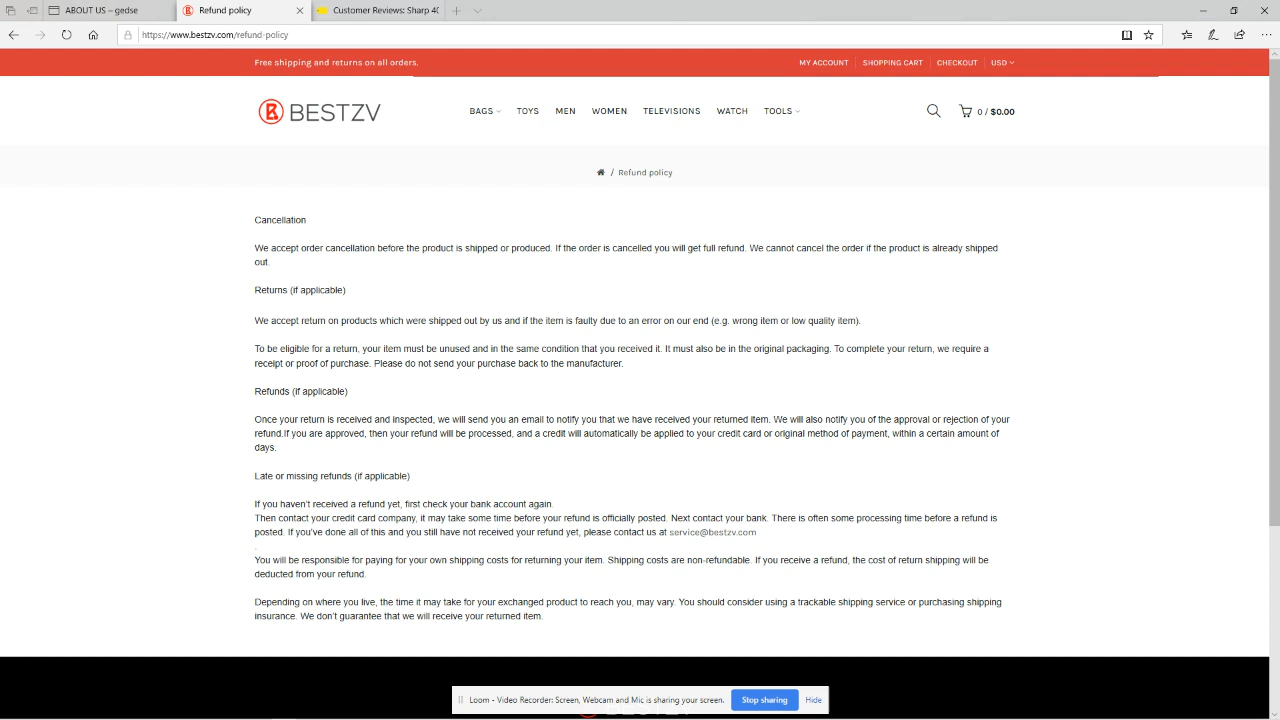 ABOUT US – gedse
Refund policy
Customer Reviews: Sharp 40
https://www.bestzv.com/refund-policy
Free shipping and returns on all orders.
MY ACCOUNT
SHOPPING CART
CHECKOUT
USD
BESTZV
BAGS
TOYS
MEN
WOMEN
TELEVISIONS
WATCH
TOOLS
0 / $0.00
/ Refund policy
Cancellation
We accept order cancellation before the product is shipped or produced. If the order is cancelled you will get full refund. We cannot cancel the order if the product is already shipped
out.
Returns (if applicable)
We accept return on products which were shipped out by us and if the item is faulty due to an error on our end (e.g. wrong item or low quality item).
To be eligible for a return, your item must be unused and in the same condition that you received it. It must also be in the original packaging. To complete your return, we require a
receipt or proof of purchase. Please do not send your purchase back to the manufacturer.
Refunds (if applicable)
Once your return is received and inspected, we will send you an email to notify you that we have received your returned item. We will also notify you of the approval or rejection of your
refund.If you are approved, then your refund will be processed, and a credit will automatically be applied to your credit card or original method of payment, within a certain amount of
days.
Late or missing refunds (if applicable)
If you haven't received a refund yet, first check your bank account again.
Then contact your credit card company, it may take some time before your refund is officially posted. Next contact your bank. There is often some processing time before a refund is
posted. If you've done all of this and you still have not received your refund yet, please contact us at service@bestzv.com
.
You will be responsible for paying for your own shipping costs for returning your item. Shipping costs are non-refundable. If you receive a refund, the cost of return shipping will be
deducted from your refund.
Depending on where you live, the time it may take for your exchanged product to reach you, may vary. You should consider using a trackable shipping service or purchasing shipping
insurance. We don't guarantee that we will receive your returned item.
Loom - Video Recorder: Screen, Webcam and Mic is sharing your screen.
Stop sharing
Hide